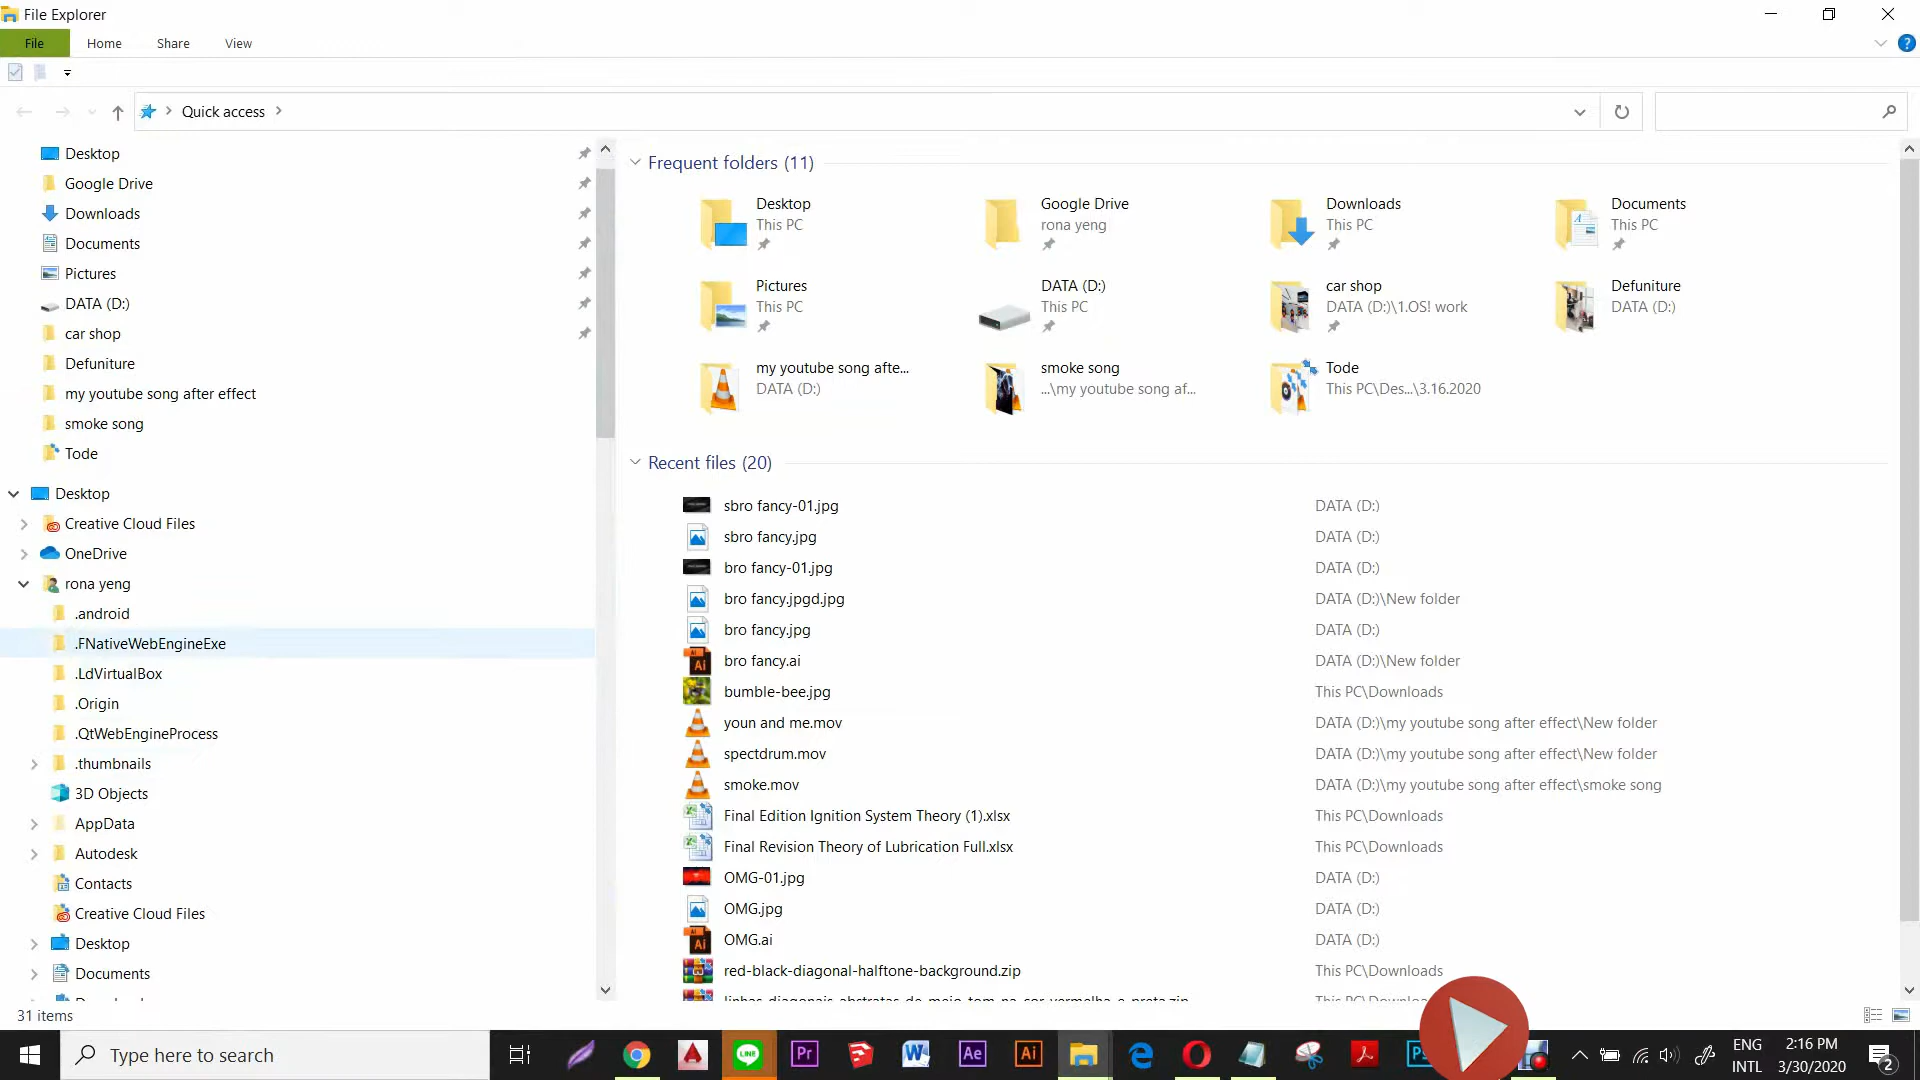 File Explorer
File Home Share View
Quick access
Desktop
Google Drive
Downloads
Documents
Pictures
DATA (D:)
car shop
Defuniture
my youtube song after effect
smoke song
Tode
Desktop
Creative Cloud Files
OneDrive
rona yeng
.android
.FNativeWebEngineExe
.LdVirtualBox
.Origin
.QtWebEngineProcess
.thumbnails
3D Objects
AppData
Autodesk
Contacts
Creative Cloud Files
Desktop
Documents
Frequent folders (11)
Desktop
This PC
Google Drive
rona yeng
Downloads
This PC
Documents
This PC
Pictures
This PC
DATA (D:)
This PC
car shop
DATA (D:)\1.OS! work
Defuniture
DATA (D:)
my youtube song afte...
DATA (D:)
smoke song
...\my youtube song af...
Tode
This PC\Des...\3.16.2020
Recent files (20)
sbro fancy-01.jpg DATA (D:)
sbro fancy.jpg DATA (D:)
bro fancy-01.jpg DATA (D:)
bro fancy.jpgd.jpg DATA (D:)\New folder
bro fancy.jpg DATA (D:)
bro fancy.ai DATA (D:)\New folder
bumble-bee.jpg This PC\Downloads
youn and me.mov DATA (D:)\my youtube song after effect\New folder
spectdrum.mov DATA (D:)\my youtube song after effect\New folder
smoke.mov DATA (D:)\my youtube song after effect\smoke song
Final Edition Ignition System Theory (1).xlsx This PC\Downloads
Final Revision Theory of Lubrication Full.xlsx This PC\Downloads
OMG-01.jpg DATA (D:)
OMG.jpg DATA (D:)
OMG.ai DATA (D:)
red-black-diagonal-halftone-background.zip This PC\Downloads
31 items
Type here to search
LINE
Pr
W
Ae
Ai
Ps
ENG
INTL
2:16 PM
3/30/2020
2